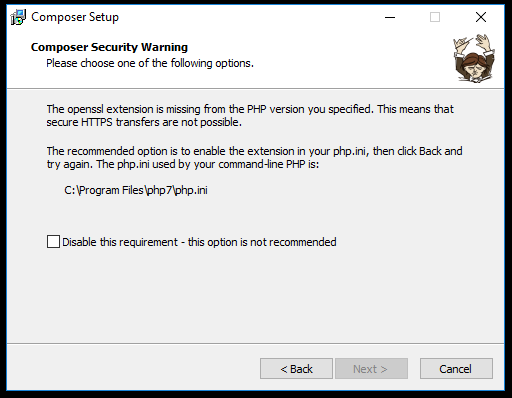 Composer Setup
Composer Security Warning
Please choose one of the following options.
The openssl extension is missing from the PHP version you specified. This means that
secure HTTPS transfers are not possible.
The recommended option is to enable the extension in your php.ini, then click Back and
try again. The php.ini used by your command-line PHP is:
C:\Program Files\php7\php.ini
Disable this requirement - this option is not recommended
< Back
Next >
Cancel